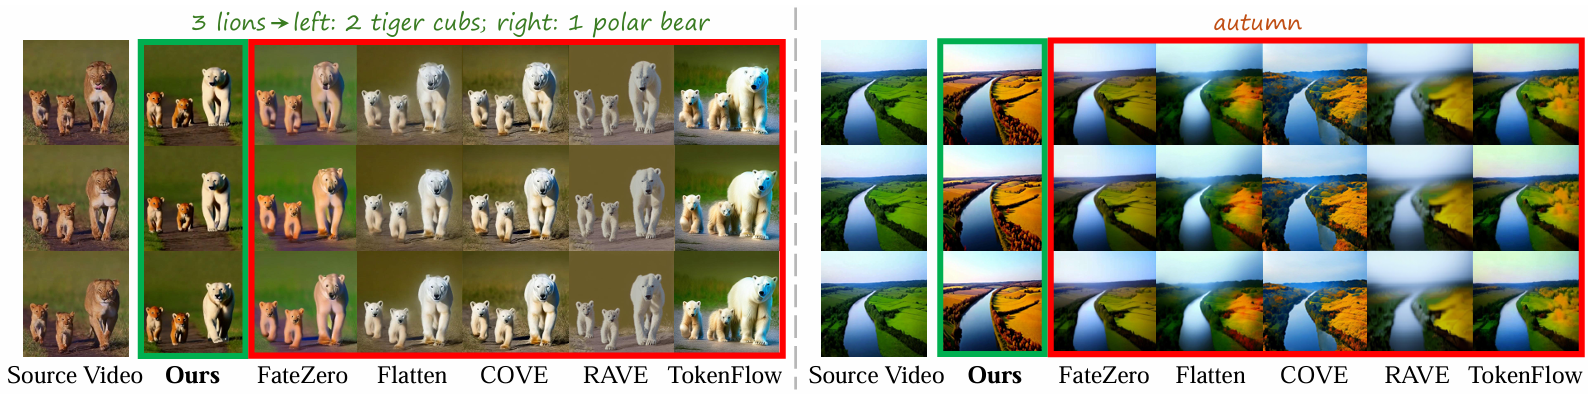 3 lions→left: 2 tiger cubs; right: 1 polar bear
autumn
Source Video Ours FateZero Flatten COVE RAVE TokenFlow
Source Video Ours FateZero Flatten COVE RAVE TokenFlow